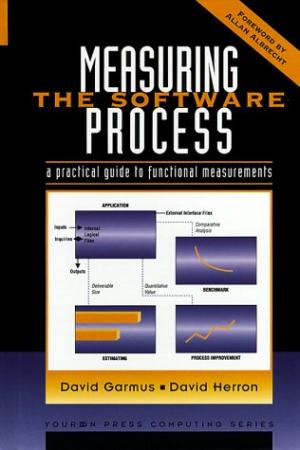 FOREWORD BY
ALLAN ALBRECHT
MEASURING
THE SOFTWARE
PROCESS
a practical guide to functional measurements
APPLICATION
External Interface Files
Inputs
Internal
Logical
Files
Inquiries
Comparative
Analysis
Outputs
Deliverable
Size
Quantitative
Value
BENCHMARK
ESTIMATING
PROCESS IMPROVEMENT
David Garmus ■ David Herron
YOURDON PRESS COMPUTING SERIES